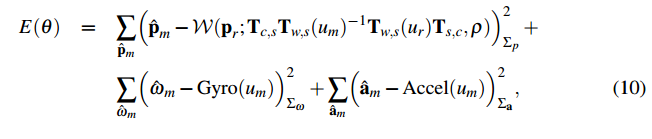 E(θ) = ∑_{p̂_m} (p̂_m − 𝒲(p_r; T_{c,s} T_{w,s}(u_m)^{−1} T_{w,s}(u_r) T_{s,c}, ρ))²_{Σ_p} +
∑_{ω̂_m} (ω̂_m − Gyro(u_m))²_{Σ_ω} + ∑_{â_m} (â_m − Accel(u_m))²_{Σ_a}, (10)